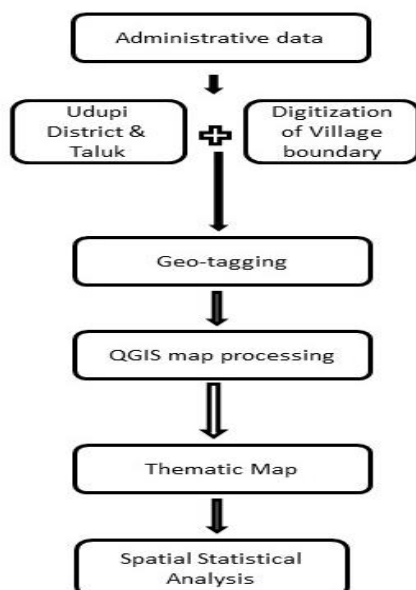 Administrative data
Udupi
District &
Taluk
Digitization
of Village
boundary
Geo-tagging
QGIS map processing
Thematic Map
Spatial Statistical
Analysis